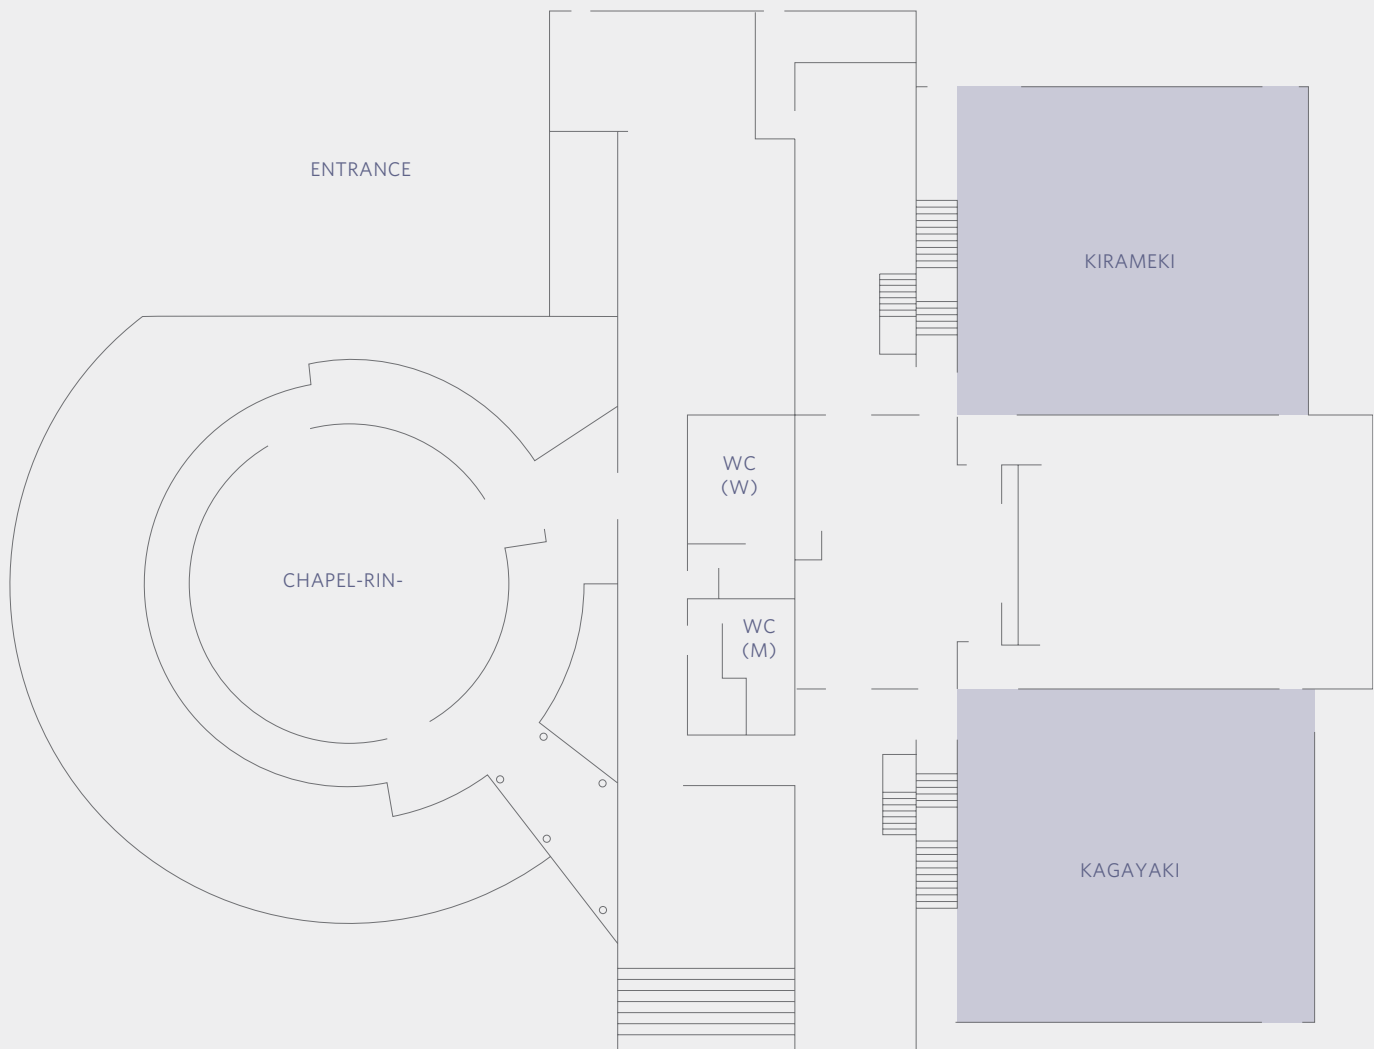 ENTRANCE
KIRAMEKI
WC
(W)
CHAPEL-RIN-
WC
(M)
KAGAYAKI